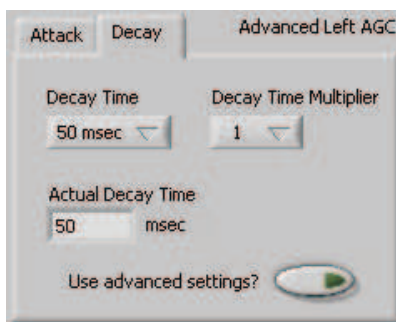 Attack Decay Advanced Left AGC
Decay Time Decay Time Multiplier
50 msec 1
Actual Decay Time
50 msec
Use advanced settings?